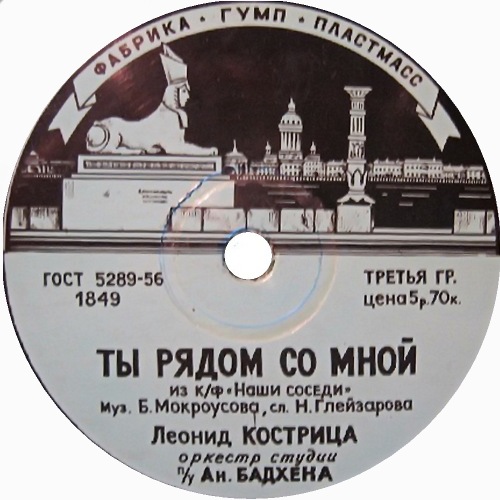 ФАБРИКА · ГУМП · ПЛАСТМАСС
ГОСТ 5289-56
1849
ТРЕТЬЯ ГР.
цена 5р.70к.
ТЫ РЯДОМ СО МНОЙ
из к/ф «Наши соседи»
Муз. Б. Мокроусова, сл. Н. Глейзарова
Леонид КОСТРИЦА
оркестр студии
п/у Ан. БАДХЕНА